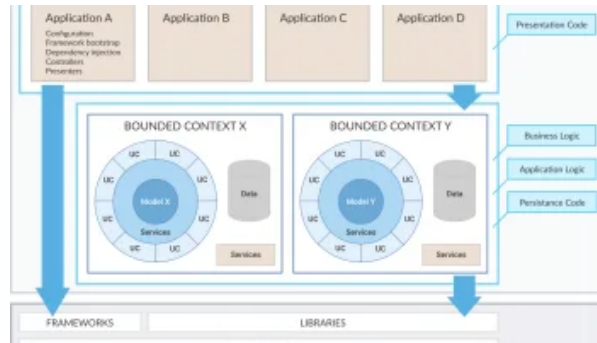 Application A
Configuration
Framework bootstrap
Dependency injection
Controllers
Presenters
Application B
Application C
Application D
Presentation Code
BOUNDED CONTEXT X
UC
UC
UC
UC
UC
UC
UC
UC
Model X
Services
Data
Services
BOUNDED CONTEXT Y
UC
UC
UC
UC
UC
UC
UC
UC
Model Y
Services
Data
Services
Business Logic
Application Logic
Persistance Code
FRAMEWORKS
LIBRARIES